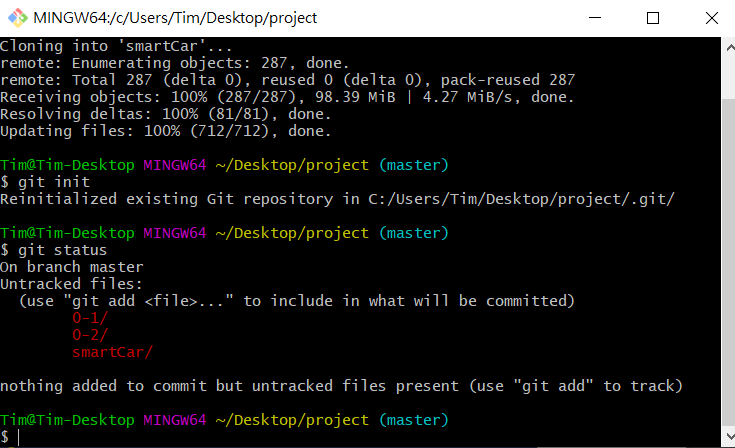 MINGW64:/c/Users/Tim/Desktop/project
Cloning into 'smartCar'...
remote: Enumerating objects: 287, done.
remote: Total 287 (delta 0), reused 0 (delta 0), pack-reused 287
Receiving objects: 100% (287/287), 98.39 MiB | 4.27 MiB/s, done.
Resolving deltas: 100% (81/81), done.
Updating files: 100% (712/712), done.
Tim@Tim-Desktop MINGW64 ~/Desktop/project (master)
$ git init
Reinitialized existing Git repository in C:/Users/Tim/Desktop/project/.git/
Tim@Tim-Desktop MINGW64 ~/Desktop/project (master)
$ git status
On branch master
Untracked files:
  (use "git add <file>..." to include in what will be committed)
        0-1/
        0-2/
        smartCar/
nothing added to commit but untracked files present (use "git add" to track)
Tim@Tim-Desktop MINGW64 ~/Desktop/project (master)
$